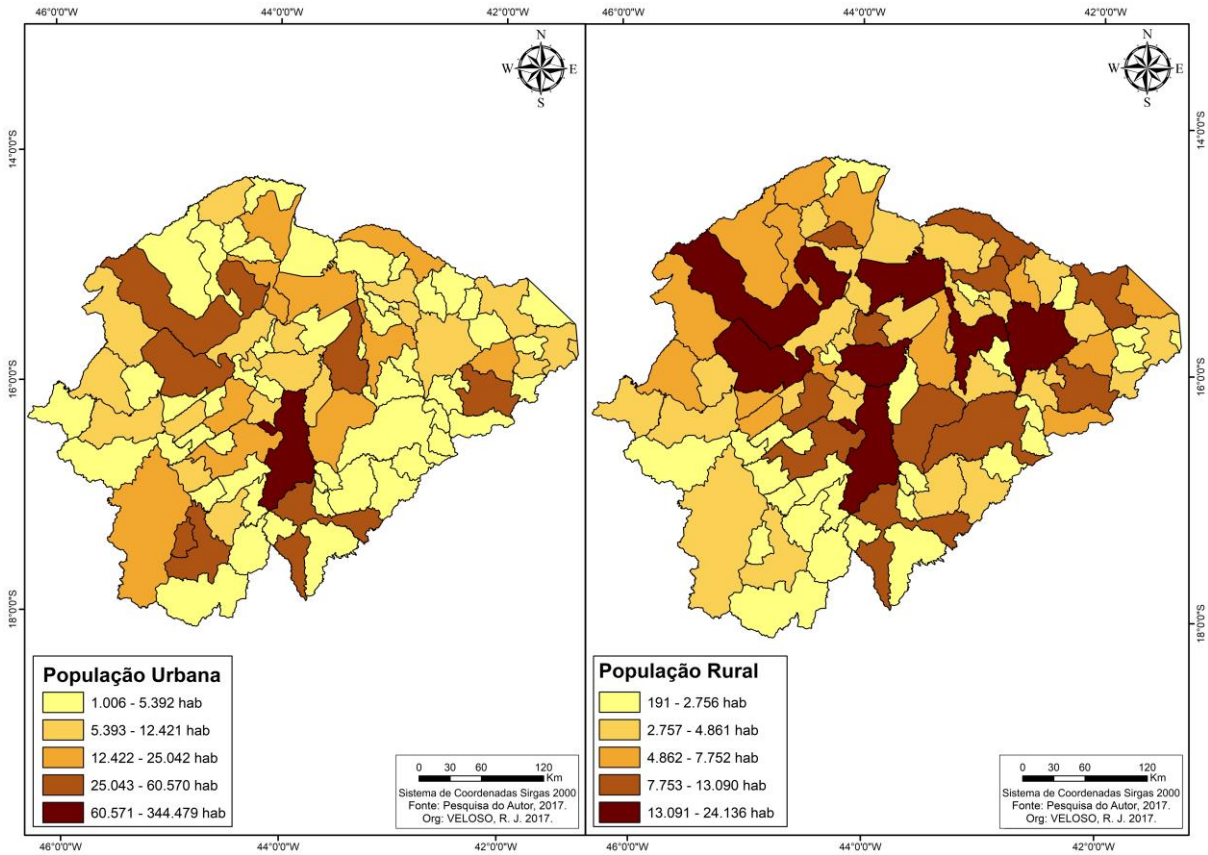 46°0'0"W 44°0'0"W 42°0'0"W
46°0'0"W 44°0'0"W 42°0'0"W
N
W E
S
N
W E
S
14°0'0"S
14°0'0"S
16°0'0"S
16°0'0"S
18°0'0"S
18°0'0"S
População Urbana
1.006 - 5.392 hab
5.393 - 12.421 hab
12.422 - 25.042 hab
25.043 - 60.570 hab
60.571 - 344.479 hab
0 30 60 120
Km
Sistema de Coordenadas Sirgas 2000
Fonte: Pesquisa do Autor, 2017.
Org: VELOSO, R. J. 2017.
População Rural
191 - 2.756 hab
2.757 - 4.861 hab
4.862 - 7.752 hab
7.753 - 13.090 hab
13.091 - 24.136 hab
0 30 60 120
Km
Sistema de Coordenadas Sirgas 2000
Fonte: Pesquisa do Autor, 2017.
Org: VELOSO, R. J. 2017.
46°0'0"W 44°0'0"W 42°0'0"W
46°0'0"W 44°0'0"W 42°0'0"W